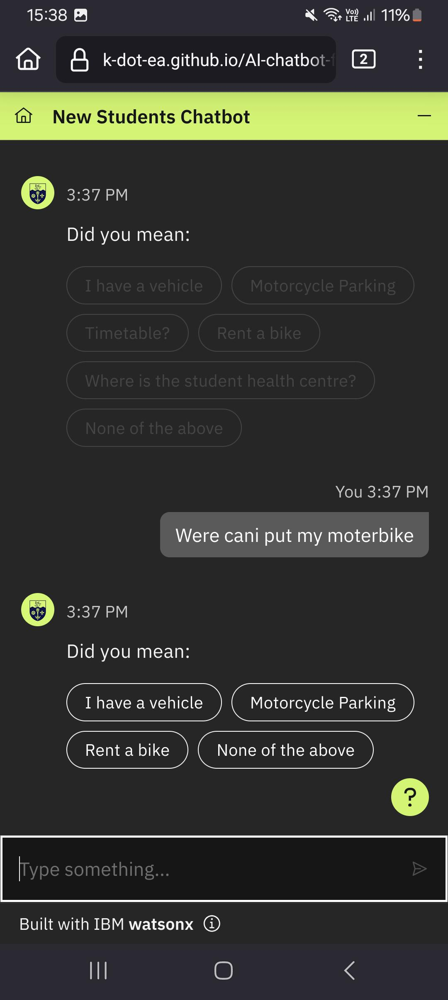 15:38 Vo)) LTE 11%
k-dot-ea.github.io/AI-chatbot-f 2
New Students Chatbot
3:37 PM
Did you mean:
I have a vehicle Motorcycle Parking
Timetable? Rent a bike
Where is the student health centre?
None of the above
You 3:37 PM
Were cani put my moterbike
3:37 PM
Did you mean:
I have a vehicle Motorcycle Parking
Rent a bike None of the above
?
Type something...
Built with IBM watsonx